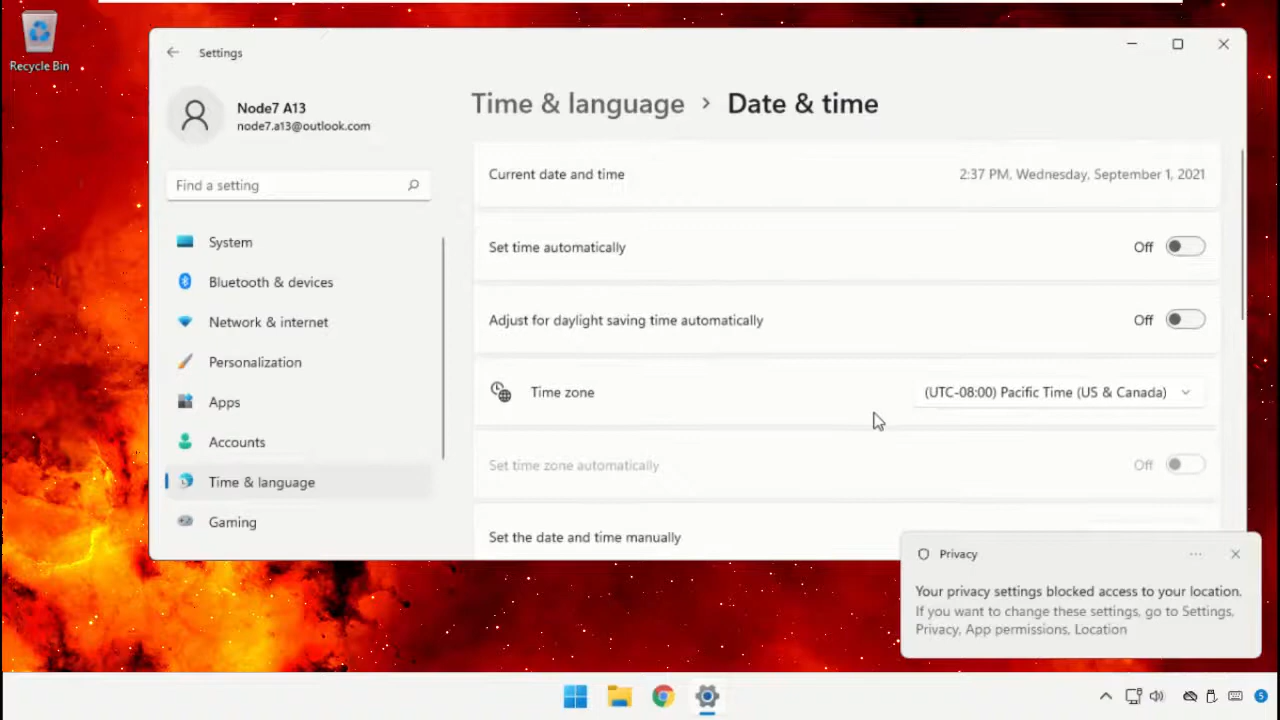 Recycle Bin
Settings
Node7 A13
node7.a13@outlook.com
Find a setting
System
Bluetooth & devices
Network & internet
Personalization
Apps
Accounts
Time & language
Gaming
Time & language > Date & time
Current date and time 2:37 PM, Wednesday, September 1, 2021
Set time automatically Off
Adjust for daylight saving time automatically Off
Time zone (UTC-08:00) Pacific Time (US & Canada)
Set time zone automatically Off
Set the date and time manually
Privacy
Your privacy settings blocked access to your location.
If you want to change these settings, go to Settings,
Privacy, App permissions, Location
5